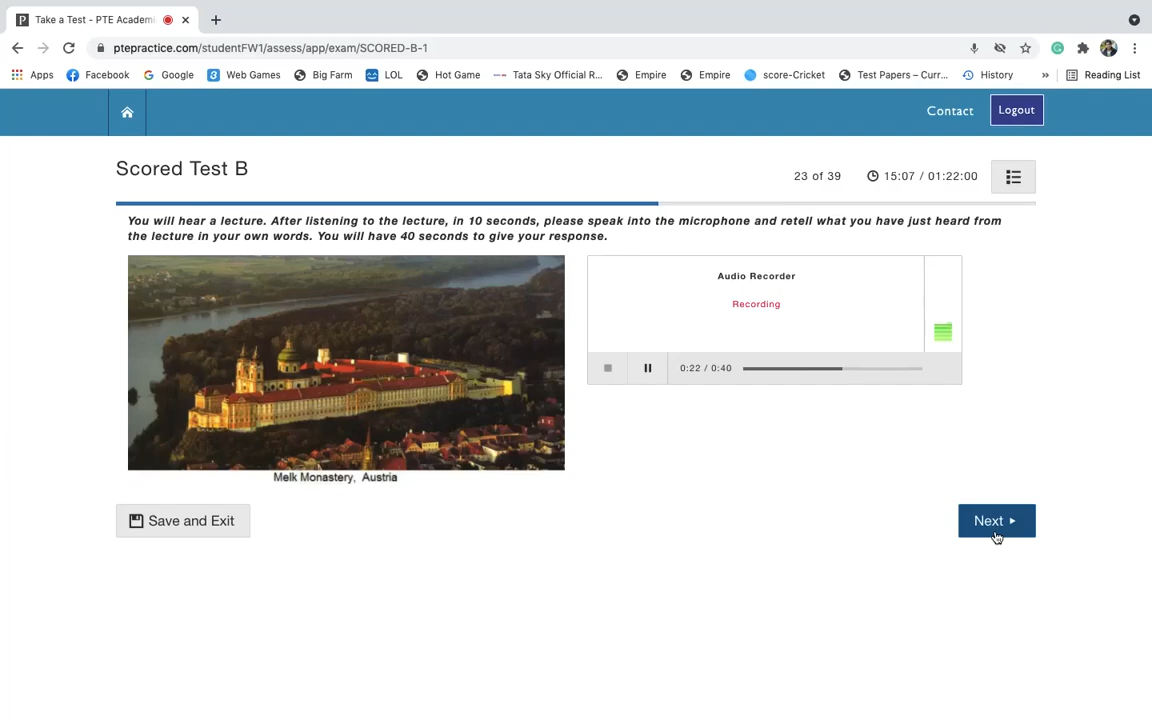 Take a Test - PTE Academi
ptepractice.com/studentFW1/assess/app/exam/SCORED-B-1
Apps Facebook Google Web Games Big Farm LOL Hot Game Tata Sky Official R... Empire Empire score-Cricket Test Papers – Curr... History » Reading List
Contact Logout
Scored Test B
23 of 39 15:07 / 01:22:00
You will hear a lecture. After listening to the lecture, in 10 seconds, please speak into the microphone and retell what you have just heard from
the lecture in your own words. You will have 40 seconds to give your response.
Audio Recorder
Recording
0:22 / 0:40
Melk Monastery, Austria
Save and Exit
Next